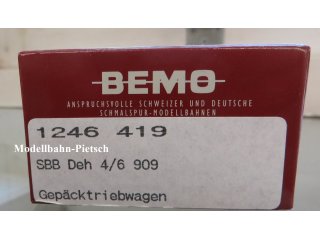 BEMO
ANSPRUCHSVOLLE SCHWEIZER UND DEUTSCHE
SCHMALSPUR-MODELLBAHNEN
1246 419
Modellbahn-Pietsch
SBB Deh 4/6 909
Gepäcktriebwagen